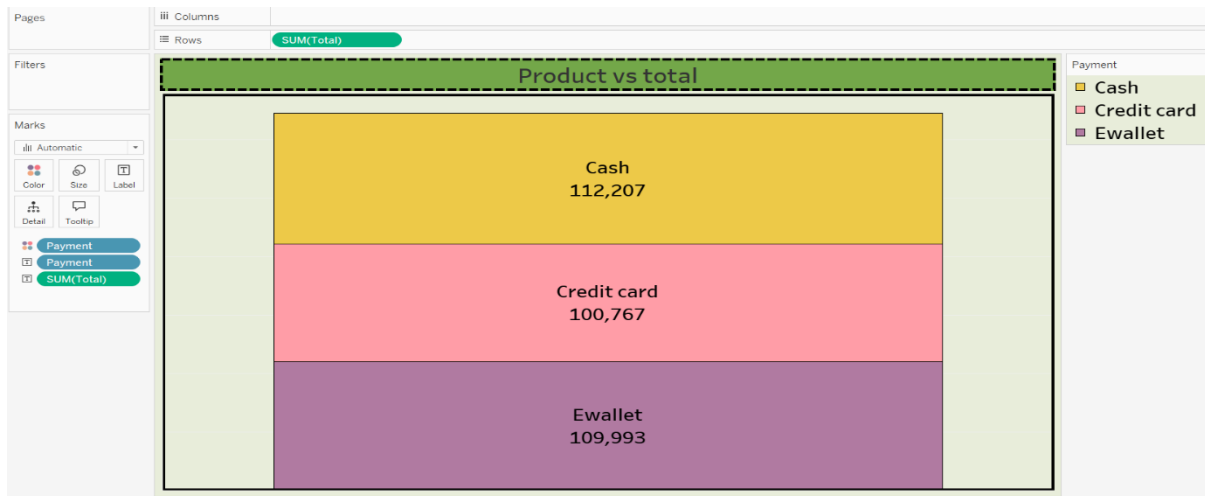 Pages
Columns
Rows
SUM(Total)
Filters
Marks
Automatic
Color
Size
Label
Detail
Tooltip
Payment
Payment
SUM(Total)
Product vs total
Cash
112,207
Credit card
100,767
Ewallet
109,993
Payment
Cash
Credit card
Ewallet